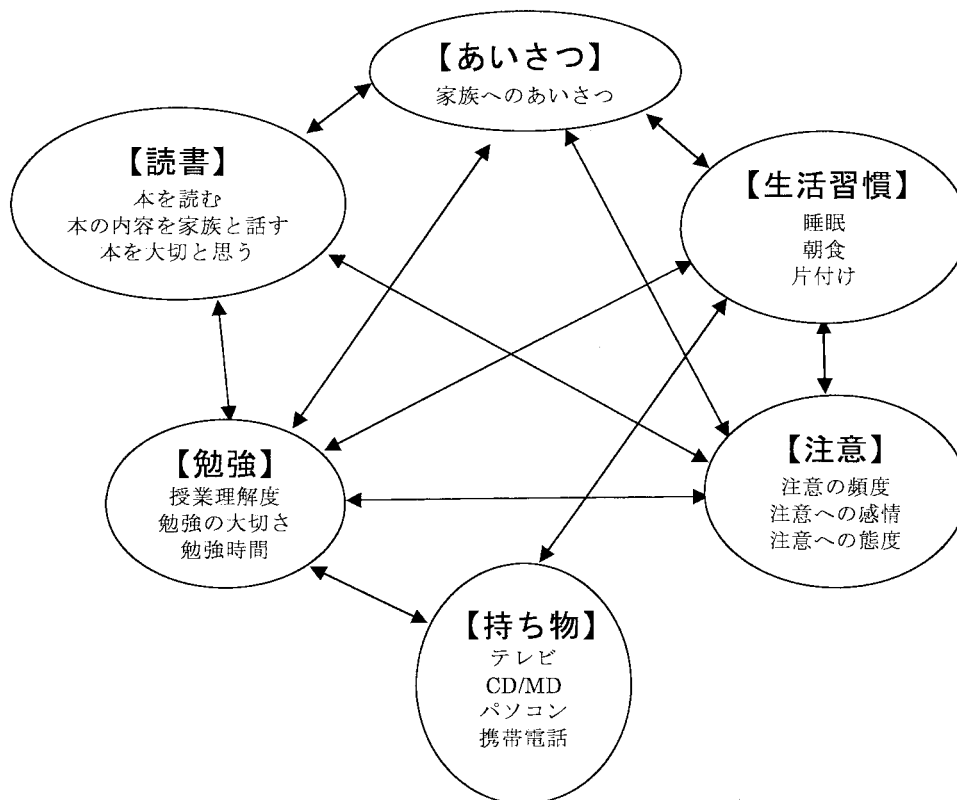 【あいさつ】
家族へのあいさつ
【読書】
本を読む
本の内容を家族と話す
本を大切と思う
【生活習慣】
睡眠
朝食
片付け
【勉強】
授業理解度
勉強の大切さ
勉強時間
【注意】
注意の頻度
注意への感情
注意への態度
【持ち物】
テレビ
CD/MD
パソコン
携帯電話